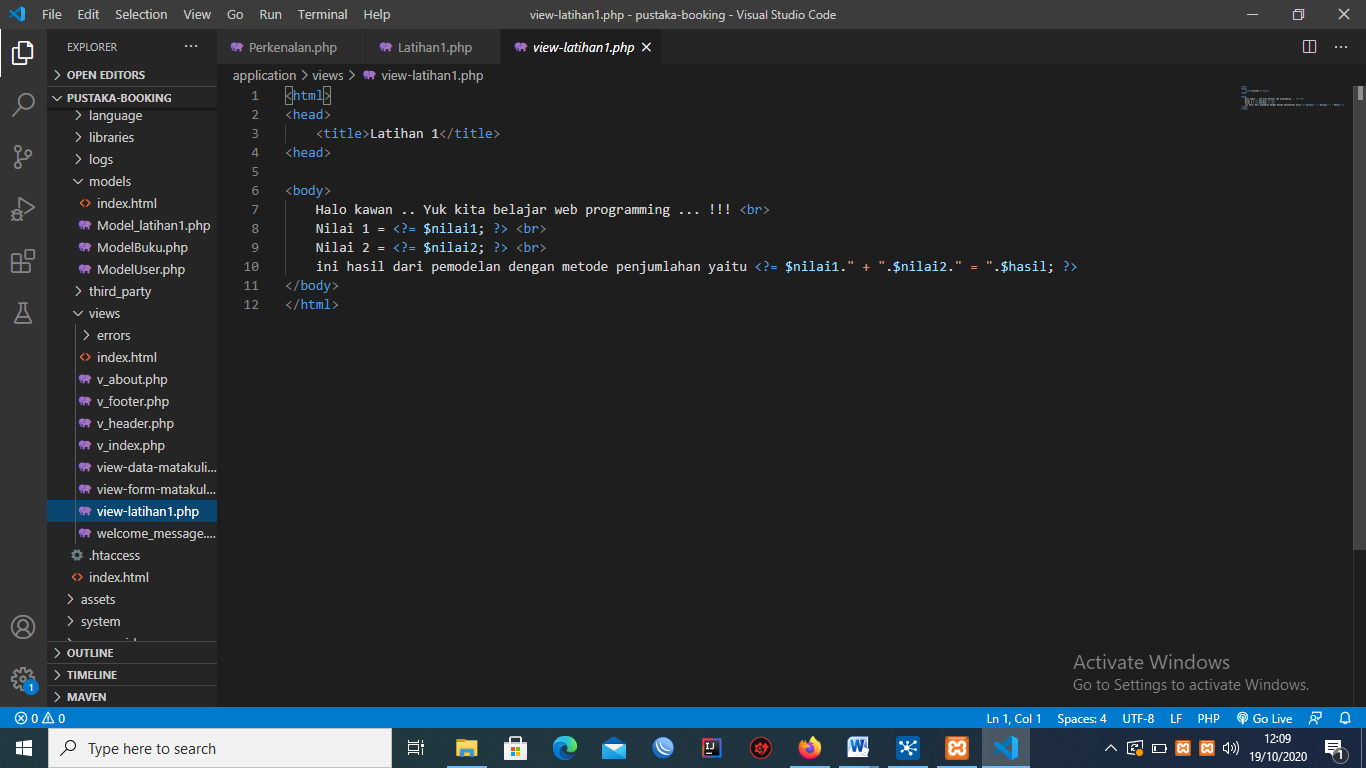 File Edit Selection View Go Run Terminal Help view-latihan1.php - pustaka-booking - Visual Studio Code
EXPLORER
Perkenalan.php Latihan1.php view-latihan1.php
OPEN EDITORS
application > views > view-latihan1.php
PUSTAKA-BOOKING
language
libraries
logs
models
index.html
Model_latihan1.php
ModelBuku.php
ModelUser.php
third_party
views
errors
index.html
v_about.php
v_footer.php
v_header.php
v_index.php
view-data-matakuli...
view-form-matakul...
view-latihan1.php
welcome_message....
.htaccess
index.html
assets
system
OUTLINE
TIMELINE
MAVEN
1 <html>
2 <head>
3 <title>Latihan 1</title>
4 <head>
5
6 <body>
7 Halo kawan .. Yuk kita belajar web programming ... !!! <br>
8 Nilai 1 = <?= $nilai1; ?> <br>
9 Nilai 2 = <?= $nilai2; ?> <br>
10 ini hasil dari pemodelan dengan metode penjumlahan yaitu <?= $nilai1." + ".$nilai2." = ".$hasil; ?>
11 </body>
12 </html>
Activate Windows
Go to Settings to activate Windows.
1
0 0 Ln 1, Col 1 Spaces: 4 UTF-8 LF PHP Go Live
Type here to search
12:09
19/10/2020
1